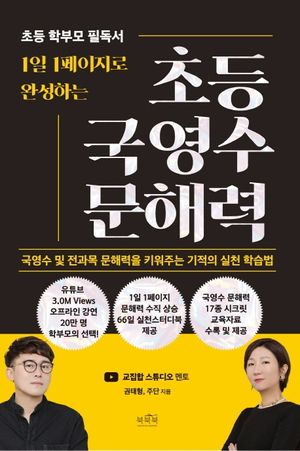 초등 학부모 필독서
1일 1페이지로
완성하는
초등
국영수
문해력
국영수 및 전과목 문해력을 키워주는 기적의 실천 학습법
유튜브
3.0M Views
오프라인 강연
20만 명
학부모의 선택!
1일 1페이지
문해력 수직 상승
66일 실천스터디북
제공
국영수 문해력
17종 시크릿
교육자료
수록 및 제공
교집합 스튜디오 멘토
권태형, 주단 지음
북북북